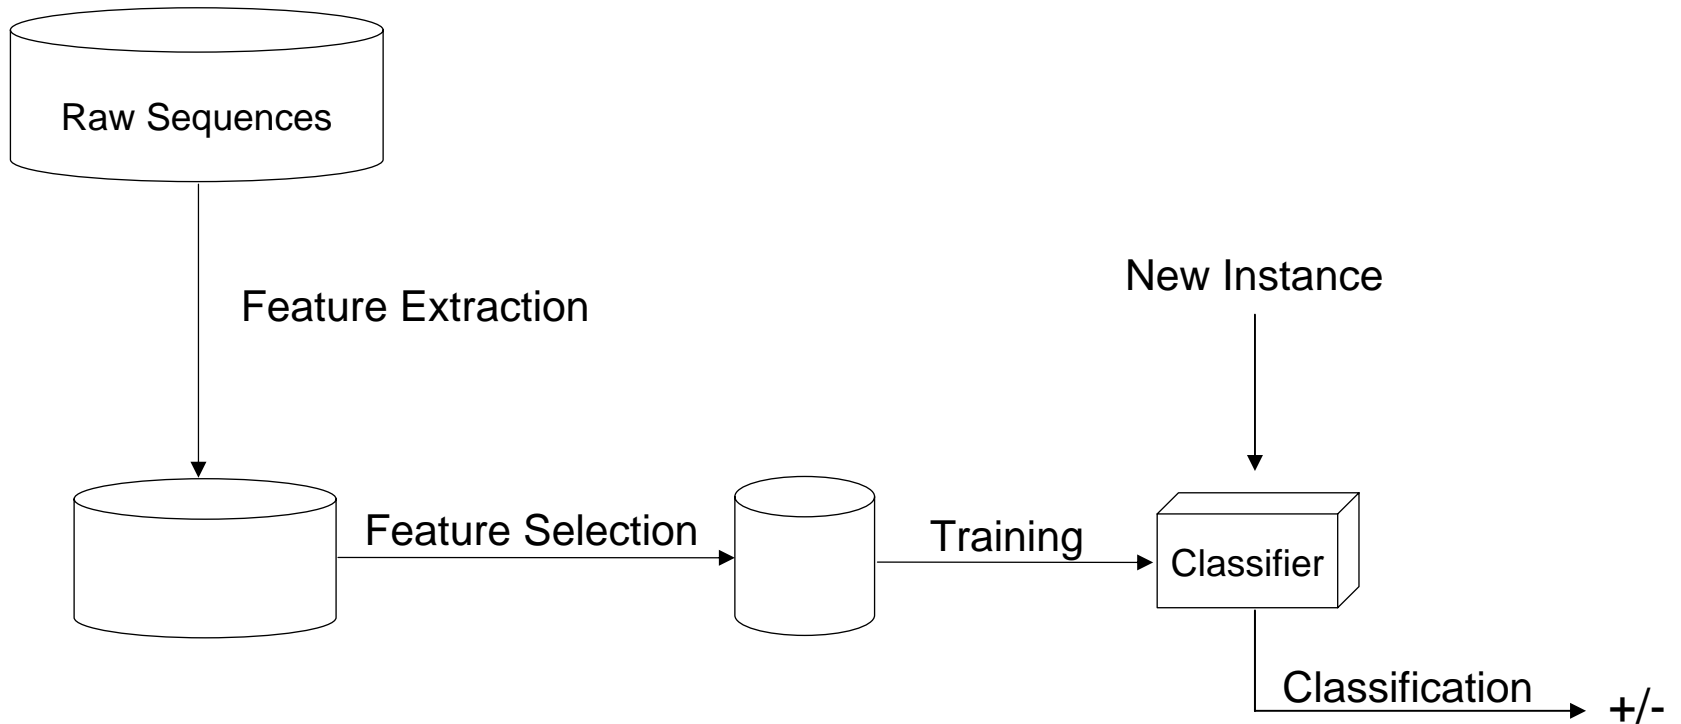 Raw Sequences
Feature Extraction
New Instance
Feature Selection
Training
Classifier
Classification
+/-